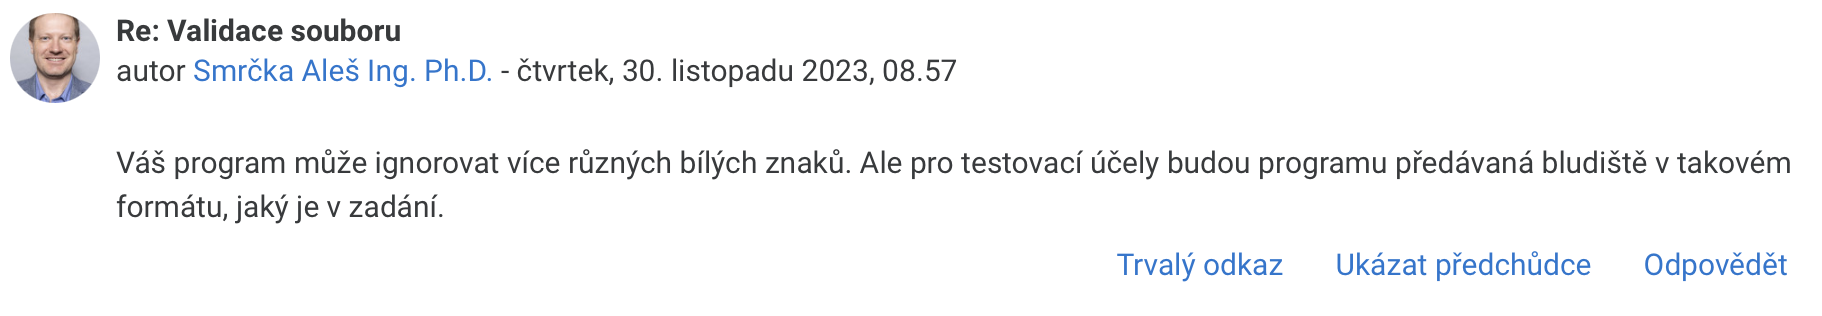 Re: Validace souboru
autor Smrčka Aleš Ing. Ph.D. - čtvrtek, 30. listopadu 2023, 08.57
Váš program může ignorovat více různých bílých znaků. Ale pro testovací účely budou programu předávaná bludiště v takovém
formátu, jaký je v zadání.
Trvalý odkaz Ukázat předchůdce Odpovědět